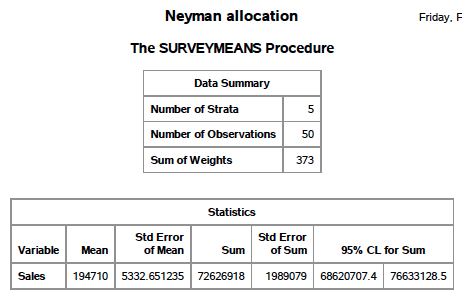 Neyman allocation
Friday, F
The SURVEYMEANS Procedure
Data Summary
Number of Strata 5
Number of Observations 50
Sum of Weights 373
Statistics
Variable Mean Std Error of Mean Sum Std Error of Sum 95% CL for Sum
Sales 194710 5332.651235 72626918 1989079 68620707.4 76633128.5